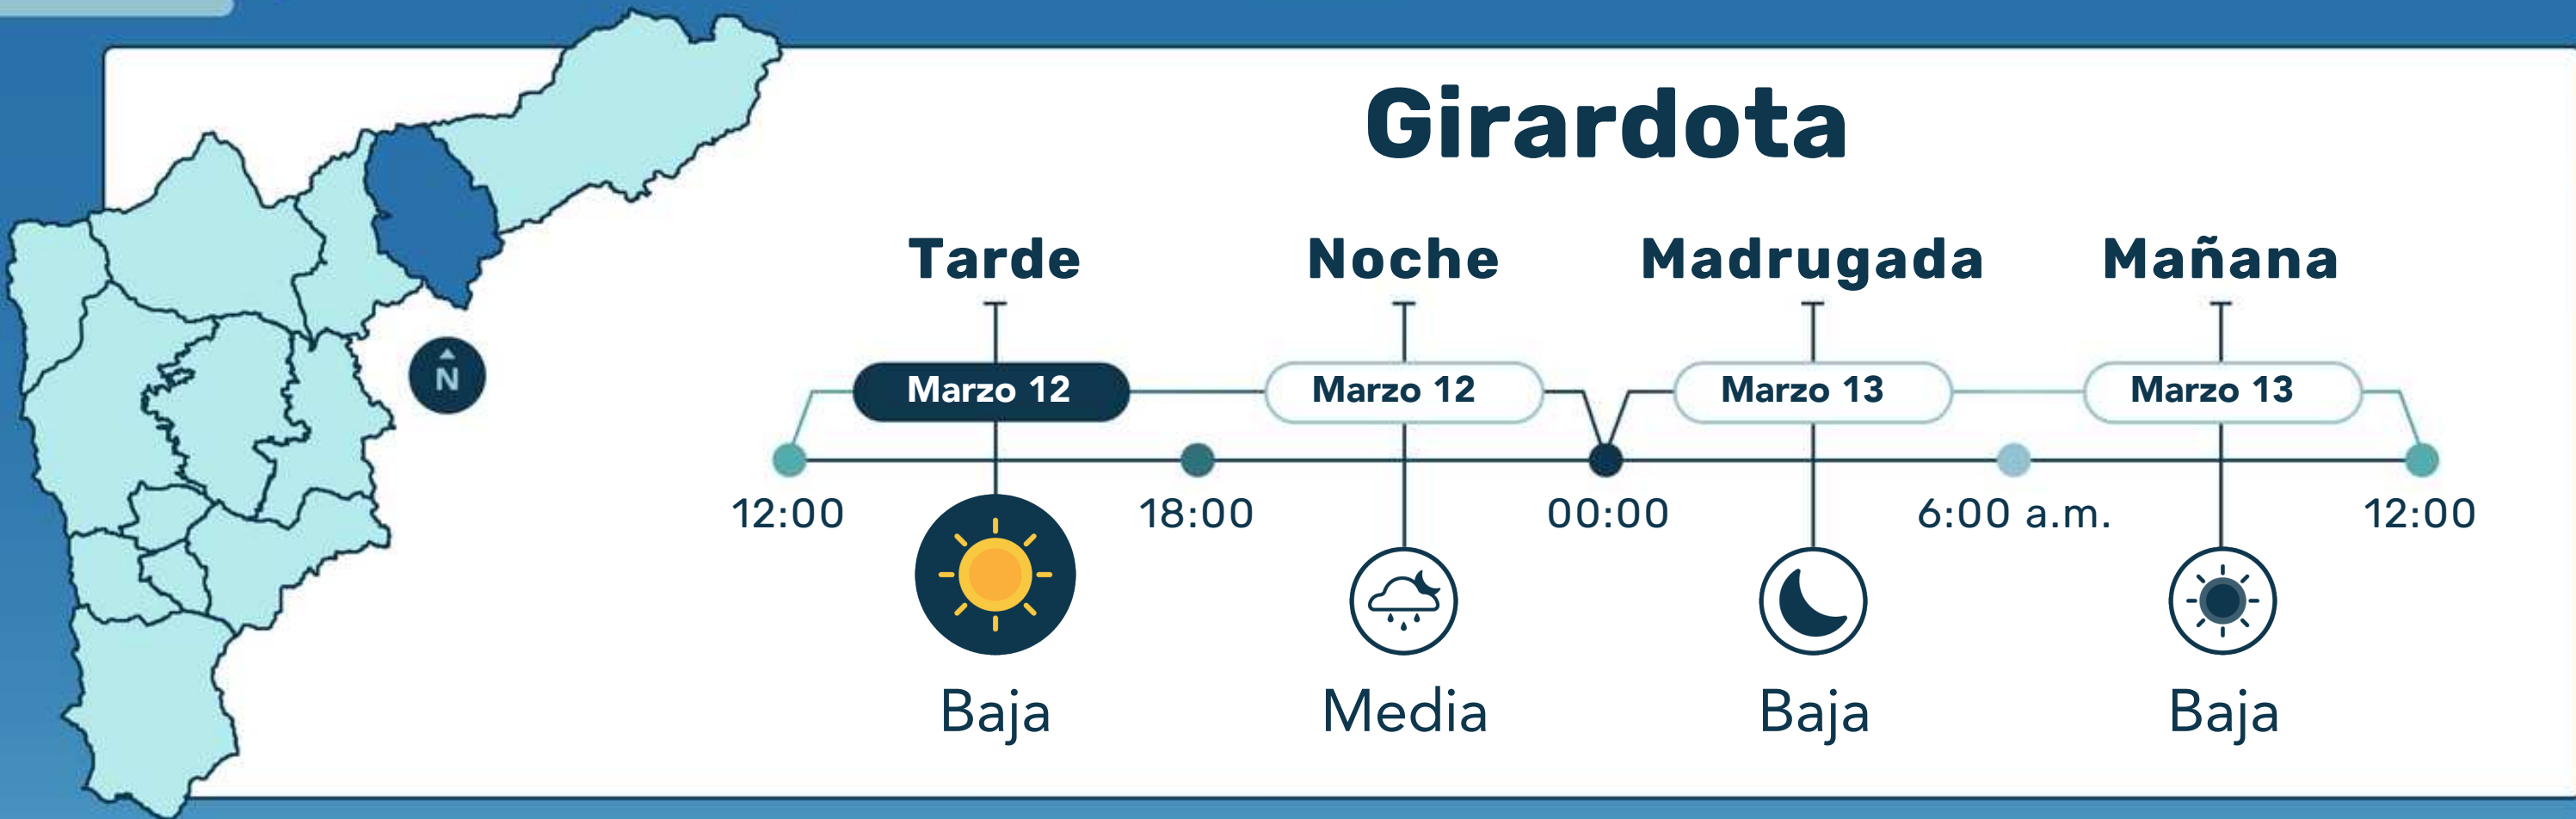 Girardota
Tarde Noche Madrugada Mañana
Marzo 12 Marzo 12 Marzo 13 Marzo 13
N
12:00 18:00 00:00 6:00 a.m. 12:00
Baja Media Baja Baja